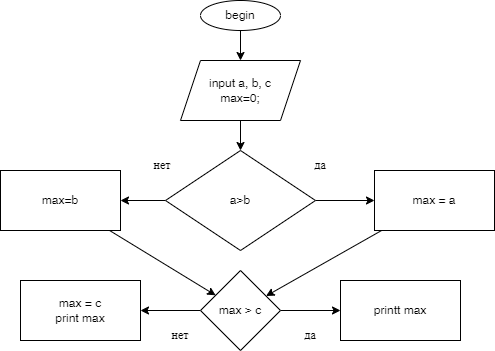 begin
input a, b, c
max=0;
нет
да
max=b
a>b
max = a
max = c
print max
max > c
printt max
нет
да